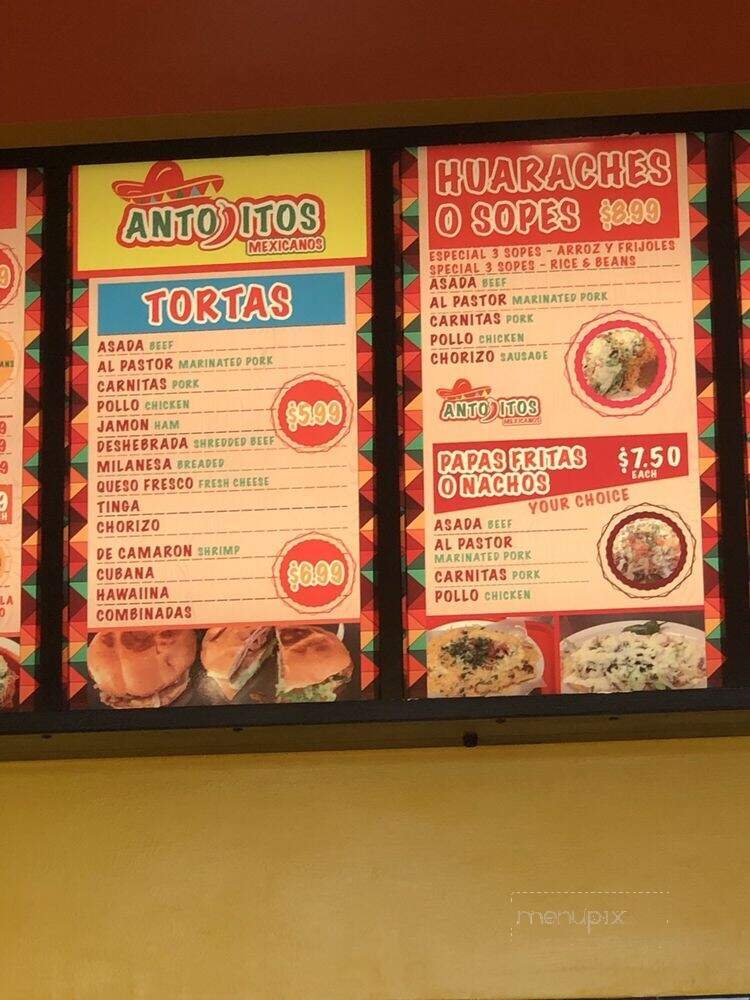 ANTOJITOS
MEXICANOS
TORTAS
ASADA BEEF
AL PASTOR MARINATED PORK
CARNITAS PORK
POLLO CHICKEN
JAMON HAM
DESHEBRADA SHREDDED BEEF
MILANESA BREADED
QUESO FRESCO FRESH CHEESE
TINGA
CHORIZO
$5.99
DE CAMARON SHRIMP
CUBANA
HAWAIINA
COMBINADAS
$6.99
HUARACHES
O SOPES $8.99
ESPECIAL 3 SOPES - ARROZ Y FRIJOLES
SPECIAL 3 SOPES - RICE & BEANS
ASADA BEEF
AL PASTOR MARINATED PORK
CARNITAS PORK
POLLO CHICKEN
CHORIZO SAUSAGE
ANTOJITOS
MEXICANOS
PAPAS FRITAS
O NACHOS
$7.50
EACH
YOUR CHOICE
ASADA BEEF
AL PASTOR
MARINATED PORK
CARNITAS PORK
POLLO CHICKEN
menupix